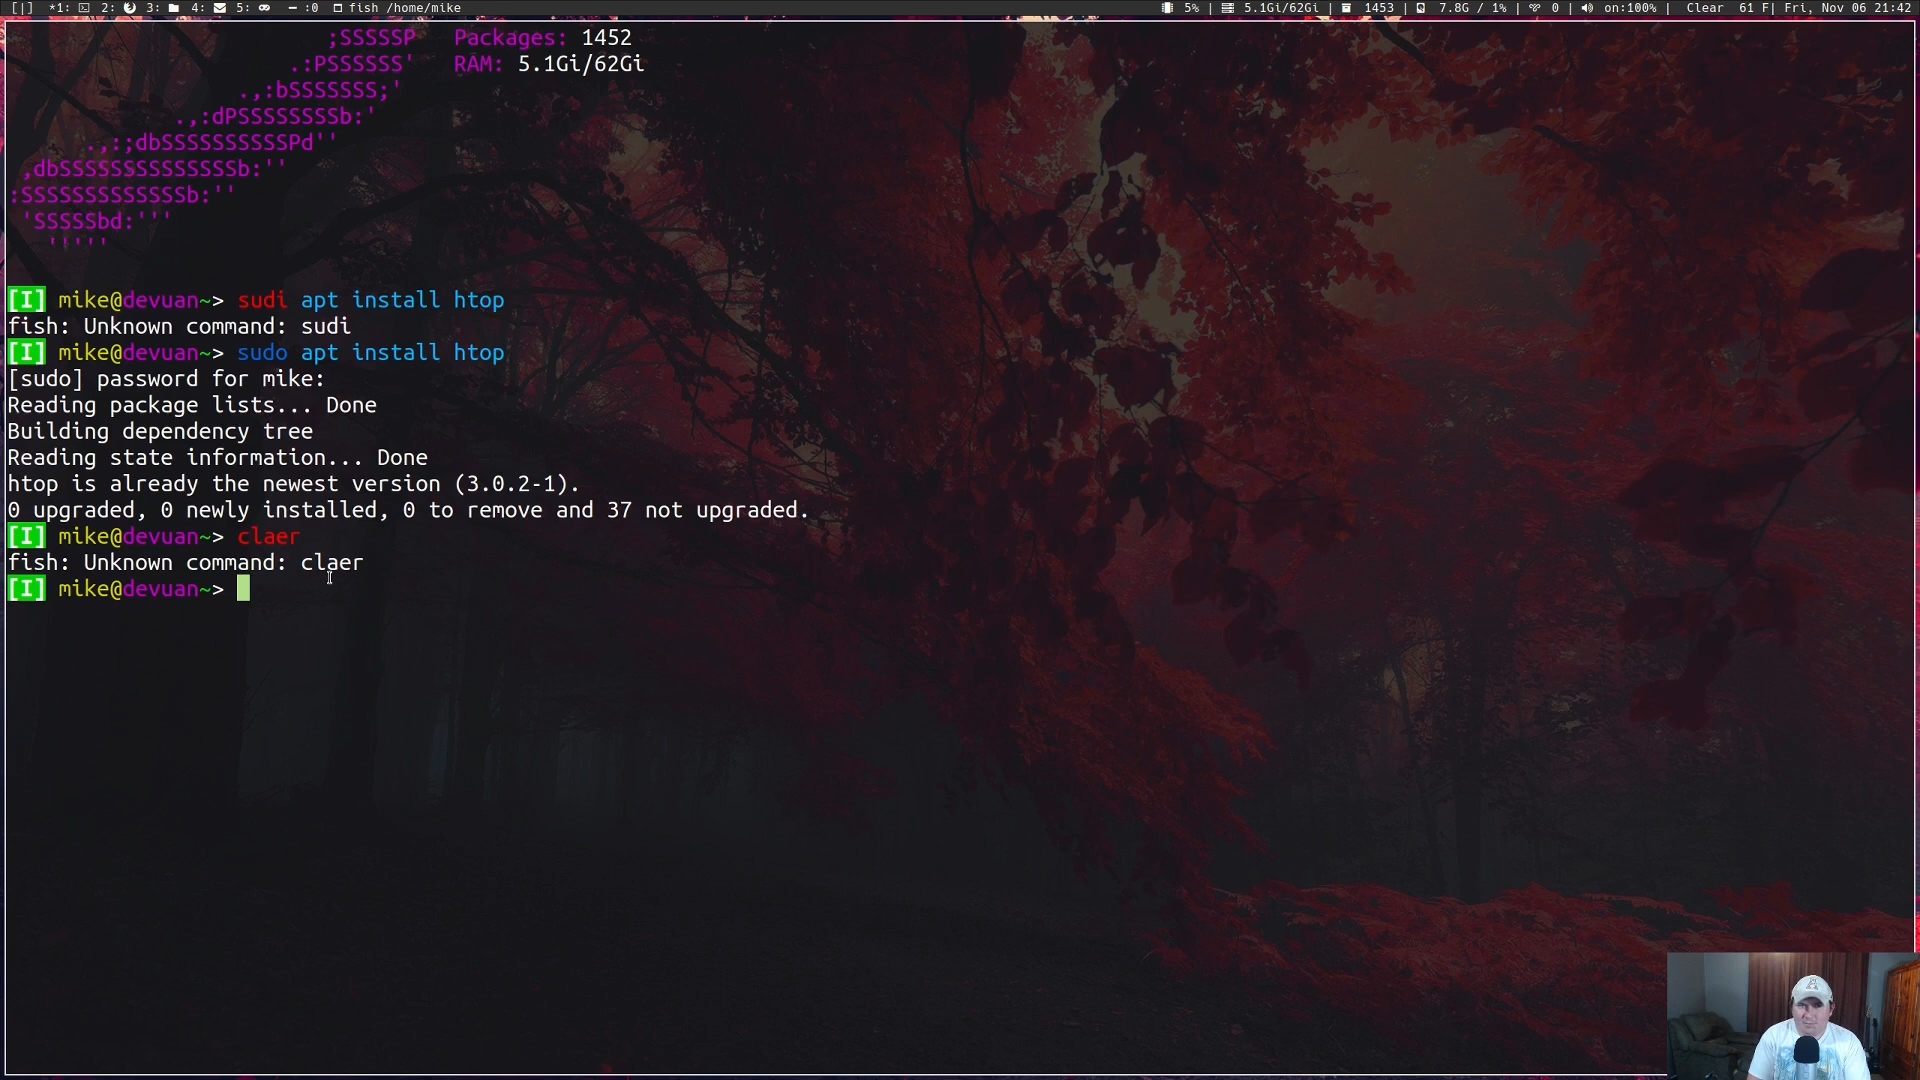 [|] *1: 2: 3: 4: 5: — :0 fish /home/mike 5% | 5.1Gi/62Gi | 1453 | 7.8G / 1% | 0 | on:100% | Clear 61 F| Fri, Nov 06 21:42
;SSSSSP Packages: 1452
.:PSSSSSS' RAM: 5.1Gi/62Gi
.,:bSSSSSSS;'
.,:dPSSSSSSSSb:'
.,:;dbSSSSSSSSSSPd''
,dbSSSSSSSSSSSSSSb:''
:SSSSSSSSSSSSSb:''
'SSSSSbd:'''
'''''
[I] mike@devuan~> sudi apt install htop
fish: Unknown command: sudi
[I] mike@devuan~> sudo apt install htop
[sudo] password for mike:
Reading package lists... Done
Building dependency tree
Reading state information... Done
htop is already the newest version (3.0.2-1).
0 upgraded, 0 newly installed, 0 to remove and 37 not upgraded.
[I] mike@devuan~> claer
fish: Unknown command: claer
[I] mike@devuan~>